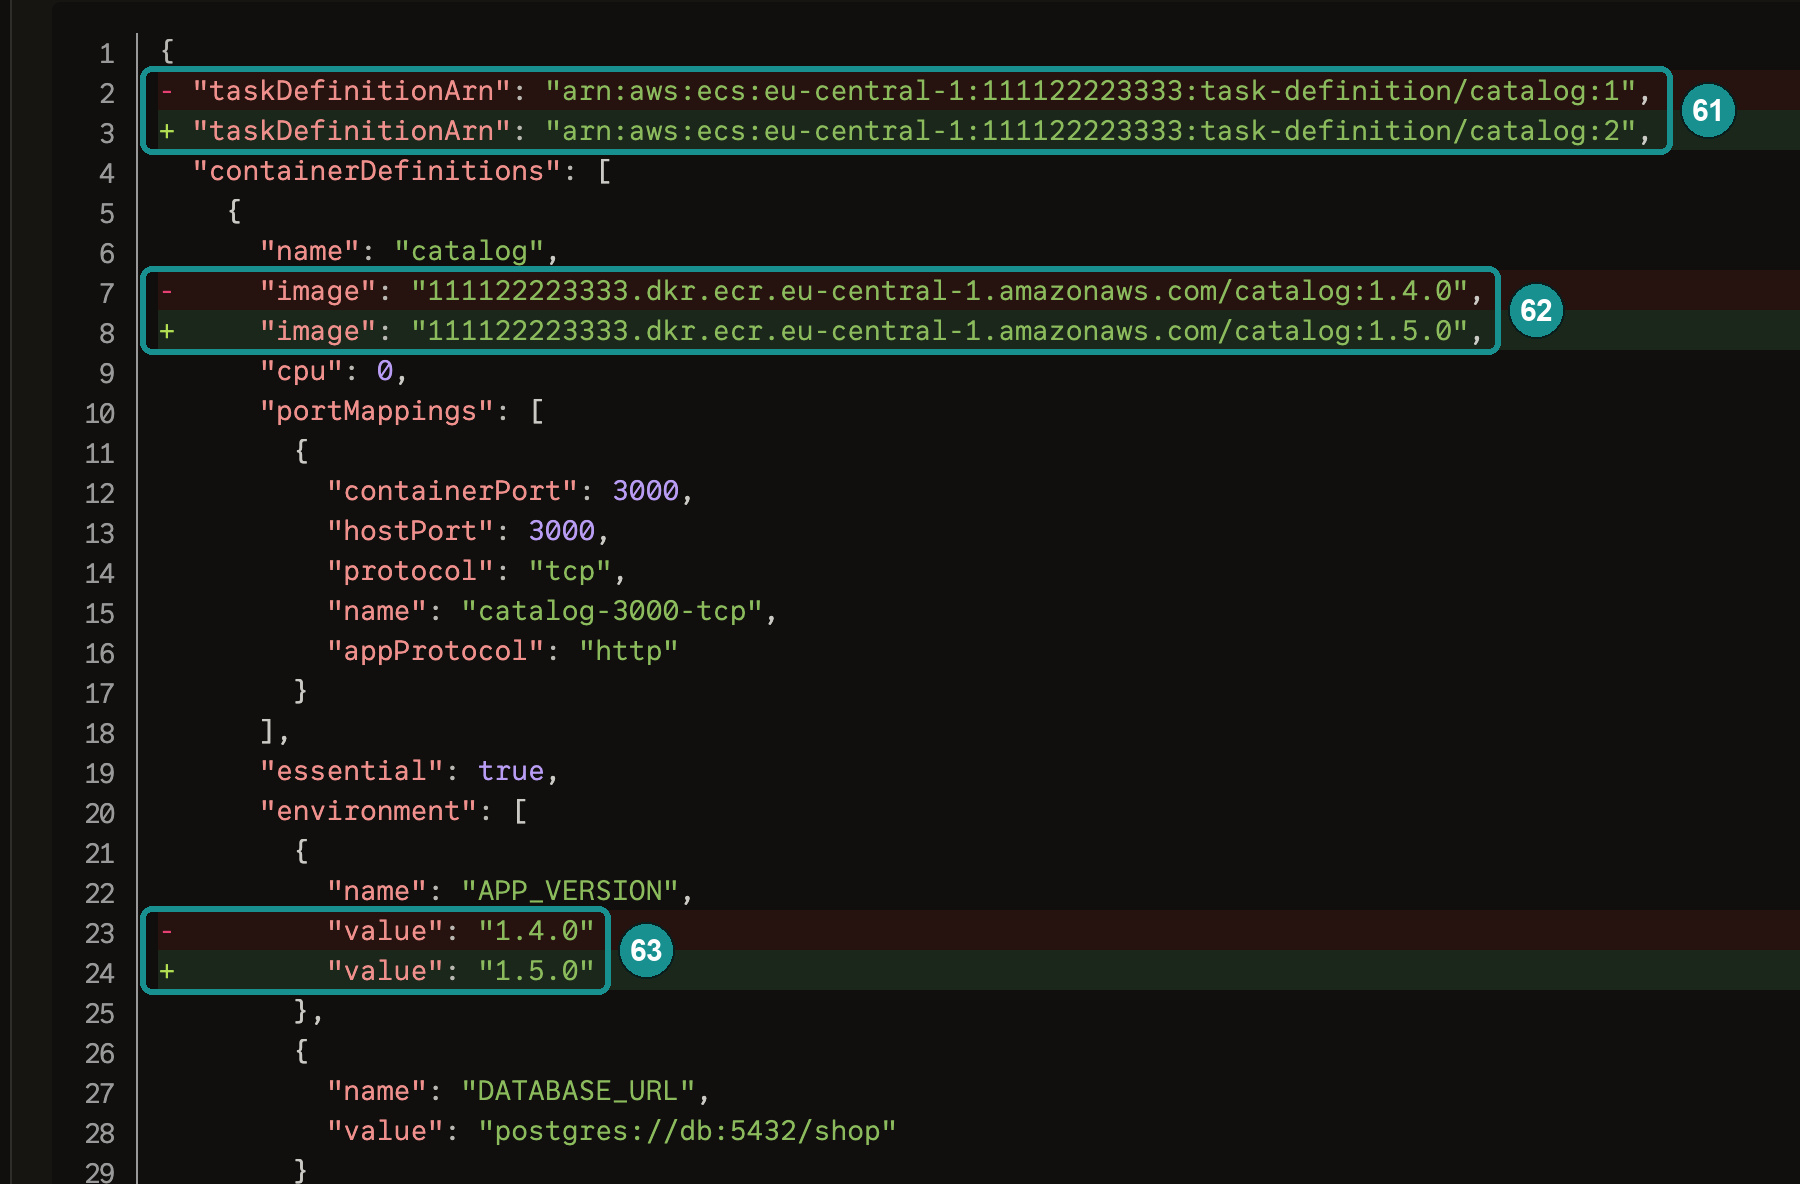 1 {
2 - "taskDefinitionArn": "arn:aws:ecs:eu-central-1:111122223333:task-definition/catalog:1",
61
3 + "taskDefinitionArn": "arn:aws:ecs:eu-central-1:111122223333:task-definition/catalog:2",
4 "containerDefinitions": [
5 {
6 "name": "catalog",
7 - "image": "111122223333.dkr.ecr.eu-central-1.amazonaws.com/catalog:1.4.0",
62
8 + "image": "111122223333.dkr.ecr.eu-central-1.amazonaws.com/catalog:1.5.0",
9 "cpu": 0,
10 "portMappings": [
11 {
12 "containerPort": 3000,
13 "hostPort": 3000,
14 "protocol": "tcp",
15 "name": "catalog-3000-tcp",
16 "appProtocol": "http"
17 }
18 ],
19 "essential": true,
20 "environment": [
21 {
22 "name": "APP_VERSION",
23 - "value": "1.4.0"
63
24 + "value": "1.5.0"
25 },
26 {
27 "name": "DATABASE_URL",
28 "value": "postgres://db:5432/shop"
29 }